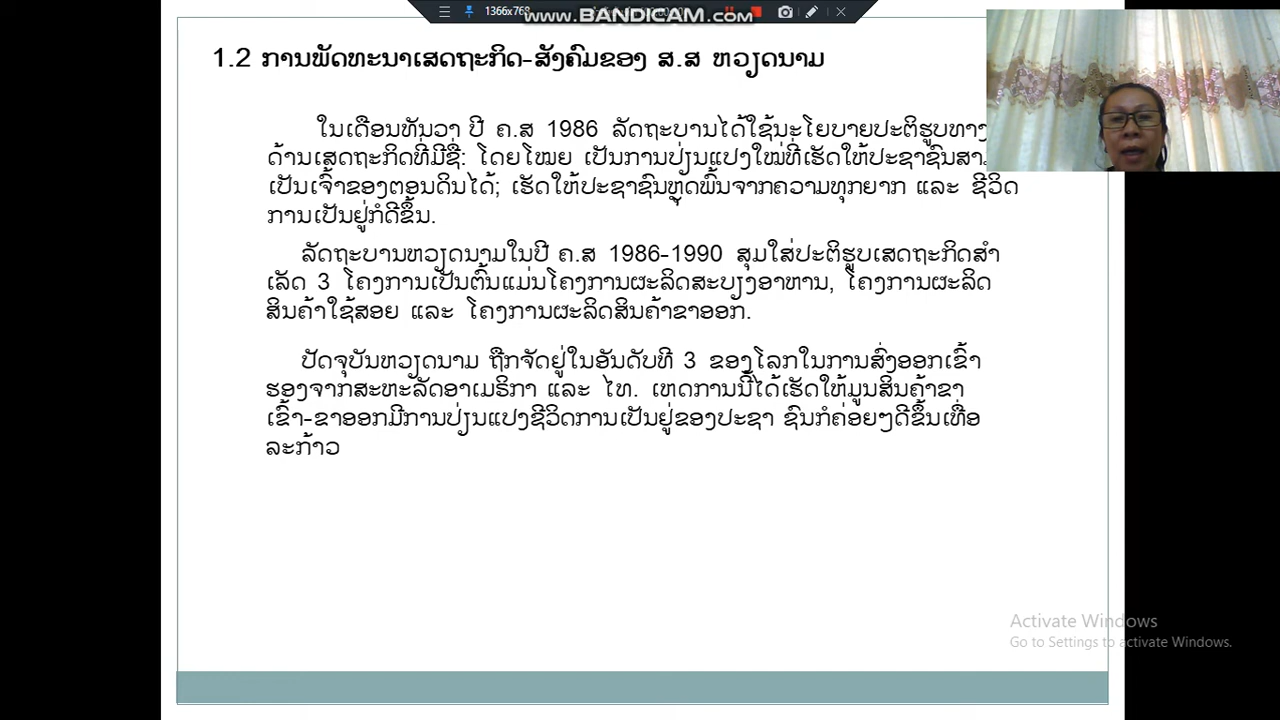 1366x768
www.BANDICAM.com
1.2 ການພັດທະນາເສດຖະກິດ-ສັງຄົມຂອງ ສ.ສ ຫວຽດນາມ
ໃນເດືອນທັນວາ ປີ ຄ.ສ 1986 ລັດຖະບານໄດ້ໃຊ້ນະໂຍບາຍປະຕິຮູບທາງ
ດ້ານເສດຖະກິດທີ່ມີຊື່: ໂດຍໂໝຍ ເປັນການປ່ຽນແປງໃໝ່ທີ່ເຮັດໃຫ້ປະຊາຊົນ
ເປັນເຈົ້າຂອງຕອນດິນໄດ້; ເຮັດໃຫ້ປະຊາຊົນຫຼຸດພົ້ນຈາກຄວາມທຸກຍາກ ແລະ ຊີວິດ
ການເປັນຢູ່ກໍດີຂຶ້ນ.
ລັດຖະບານຫວຽດນາມໃນປີ ຄ.ສ 1986-1990 ສຸມໃສ່ປະຕິຮູບເສດຖະກິດສໍາ
ເລັດ 3 ໂຄງການເປັນຕົ້ນແມ່ນໂຄງການຜະລິດສະບຽງອາຫານ, ໂຄງການຜະລິດ
ສິນຄ້າໃຊ້ສອຍ ແລະ ໂຄງການຜະລິດສິນຄ້າຂາອອກ.
ປັດຈຸບັນຫວຽດນາມ ຖືກຈັດຢູ່ໃນອັນດັບທີ 3 ຂອງໂລກໃນການສົ່ງອອກເຂົ້າ
ຮອງຈາກສະຫະລັດອາເມຣິກາ ແລະ ໄທ. ເຫດການນີ້ໄດ້ເຮັດໃຫ້ມູນສິນຄ້າຂາ
ເຂົ້າ-ຂາອອກມີການປ່ຽນແປງຊີວິດການເປັນຢູ່ຂອງປະຊາ ຊົນກໍຄ່ອຍໆດີຂຶ້ນເທື່ອ
ລະກ້າວ
Activate Windows
Go to Settings to activate Windows.